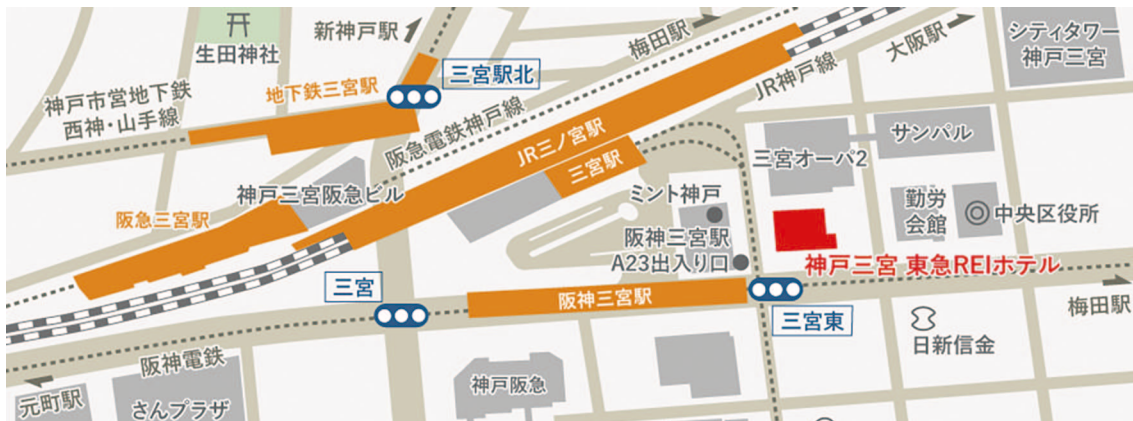 新神戸駅
梅田駅
大阪駅
シティタワー
神戸三宮
生田神社
三宮駅北
地下鉄三宮駅
神戸市営地下鉄
西神・山手線
阪急電鉄神戸線
JR三ノ宮駅
JR神戸線
サンパル
三宮オーパ2
三宮駅
神戸三宮阪急ビル
阪急三宮駅
ミント神戸
勤労
会館
中央区役所
阪神三宮駅
A23出入り口
神戸三宮 東急REIホテル
三宮
阪神三宮駅
三宮東
梅田駅
日新信金
阪神電鉄
元町駅
さんプラザ
神戸阪急